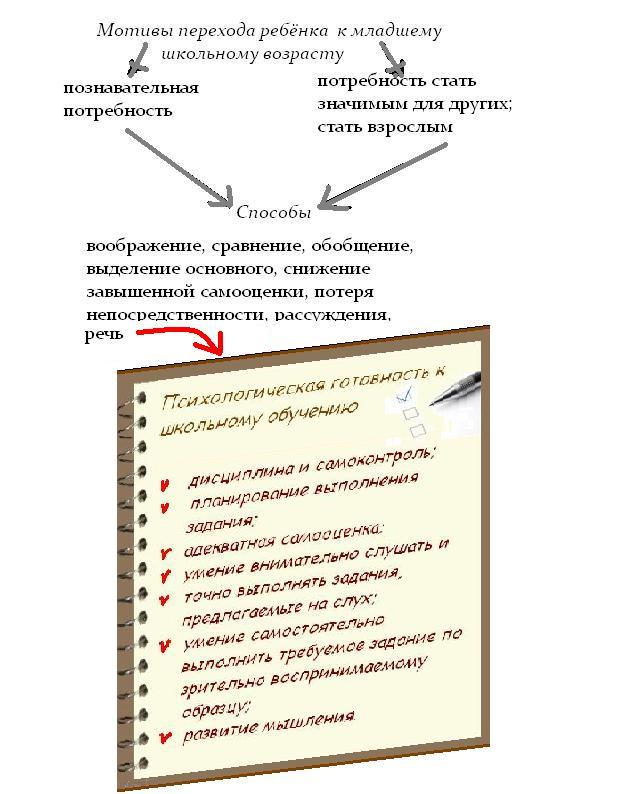 Мотивы перехода ребёнка к младшему
школьному возрасту
познавательная
потребность
потребность стать
значимым для других;
стать взрослым
Способы
воображение, сравнение, обобщение,
выделение основного, снижение
завышенной самооценки, потеря
непосредственности, рассуждения,
речь
Психологическая готовность к
школьному обучению
дисциплина и самоконтроль;
планирование выполнения
задания;
адекватная самооценка;
умение внимательно слушать и
точно выполнять задания,
предлагаемые на слух;
умение самостоятельно
выполнить требуемое задание по
зрительно воспринимаемому
образцу;
развитие мышления.